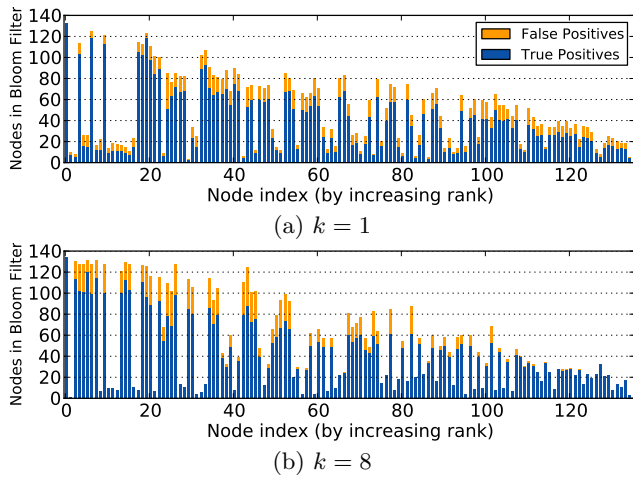 Nodes in Bloom Filter
140
120
100
80
60
40
20
0
False Positives
True Positives
0 20 40 60 80 100 120
Node index (by increasing rank)
(a) k = 1
Nodes in Bloom Filter
140
120
100
80
60
40
20
0
0 20 40 60 80 100 120
Node index (by increasing rank)
(b) k = 8